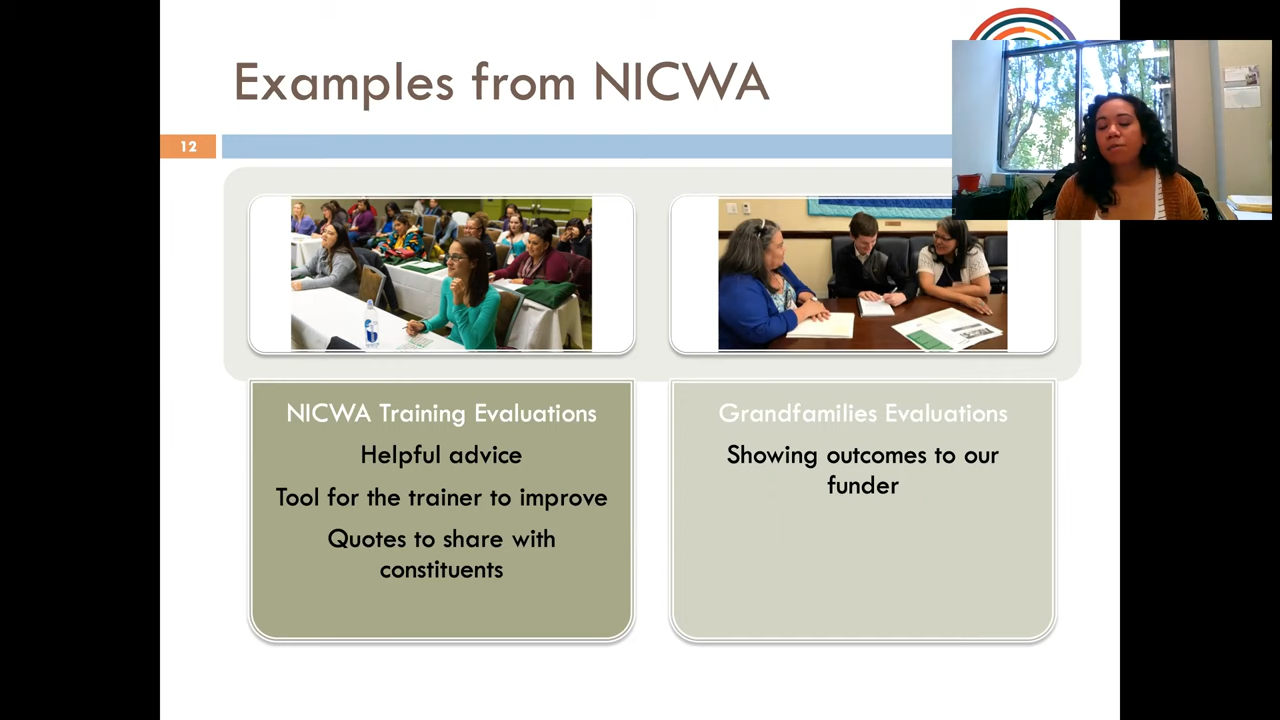 Examples from NICWA
12
NICWA Training Evaluations
Helpful advice
Tool for the trainer to improve
Quotes to share with
constituents
Grandfamilies Evaluations
Showing outcomes to our
funder